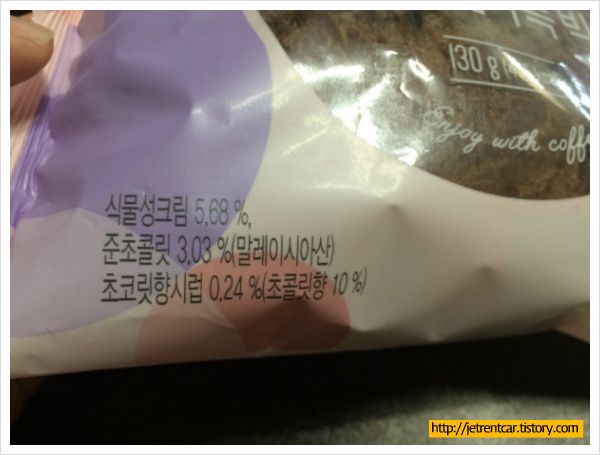 130 g
Enjoy with coff
식물성크림 5.68 %,
준초콜릿 3.03 %(말레이시아산)
초코릿향시럽 0.24 %(초콜릿향 10 %)
http://jetrentcar.tistory.com